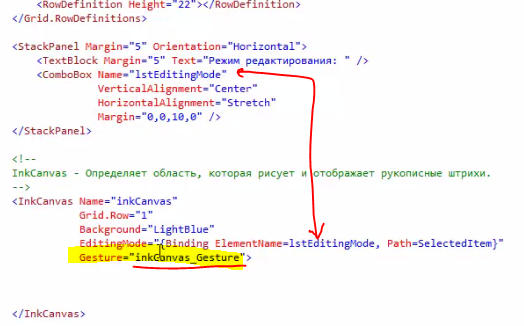 <RowDefinition Height="22"></RowDefinition>
</Grid.RowDefinitions>
<StackPanel Margin="5" Orientation="Horizontal">
<TextBlock Margin="5" Text="Режим редактирования: " />
<ComboBox Name="lstEditingMode"
VerticalAlignment="Center"
HorizontalAlignment="Stretch"
Margin="0,0,10,0" />
</StackPanel>
<!--
InkCanvas - Определяет область, которая рисует и отображает рукописные штрихи.
-->
<InkCanvas Name="inkCanvas"
Grid.Row="1"
Background="LightBlue"
EditingMode="{Binding ElementName=lstEditingMode, Path=SelectedItem}"
Gesture="inkCanvas_Gesture">
</InkCanvas>